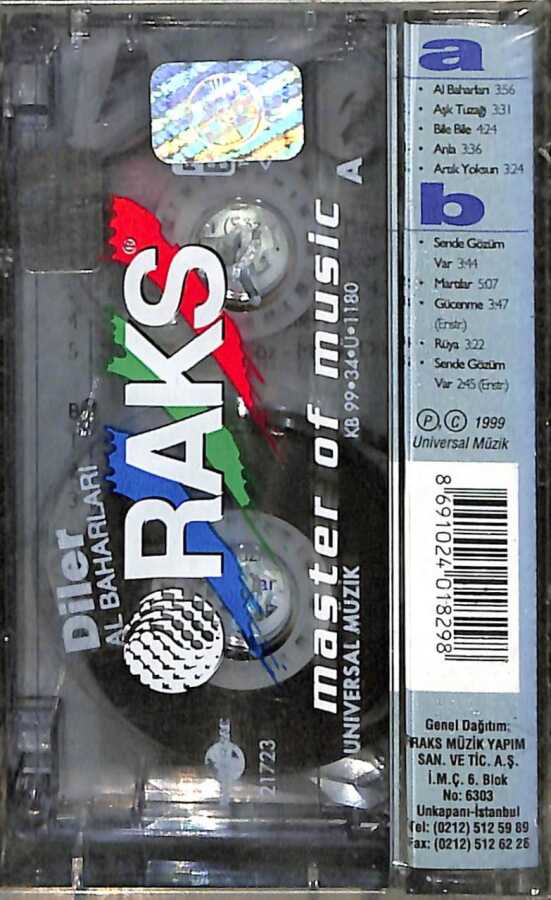 Diler
AL BAHARLARI
RAKS
®
master of music
KB 99•34•Ü•1180
A
UNIVERSAL MÜZİK
21723
a
• Al Baharları 3:56
• Aşk Tuzağı 3:31
• Bile Bile 4:24
• Anla 3:36
• Artık Yoksun 3:24
b
• Sende Gözüm
Var 3:44
• Martılar 5:07
• Gücenme 3:47
(Enstr.)
• Rüya 3:22
• Sende Gözüm
Var 2:45 (Enstr.)
Ⓟ, © 1999
Universal Müzik
8691024018298
Genel Dağıtım:
RAKS MÜZİK YAPIM
SAN. VE TİC. A.Ş.
İ.M.Ç. 6. Blok
No: 6303
Unkapanı-İstanbul
Tel: (0212) 512 59 89
Fax: (0212) 512 62 26